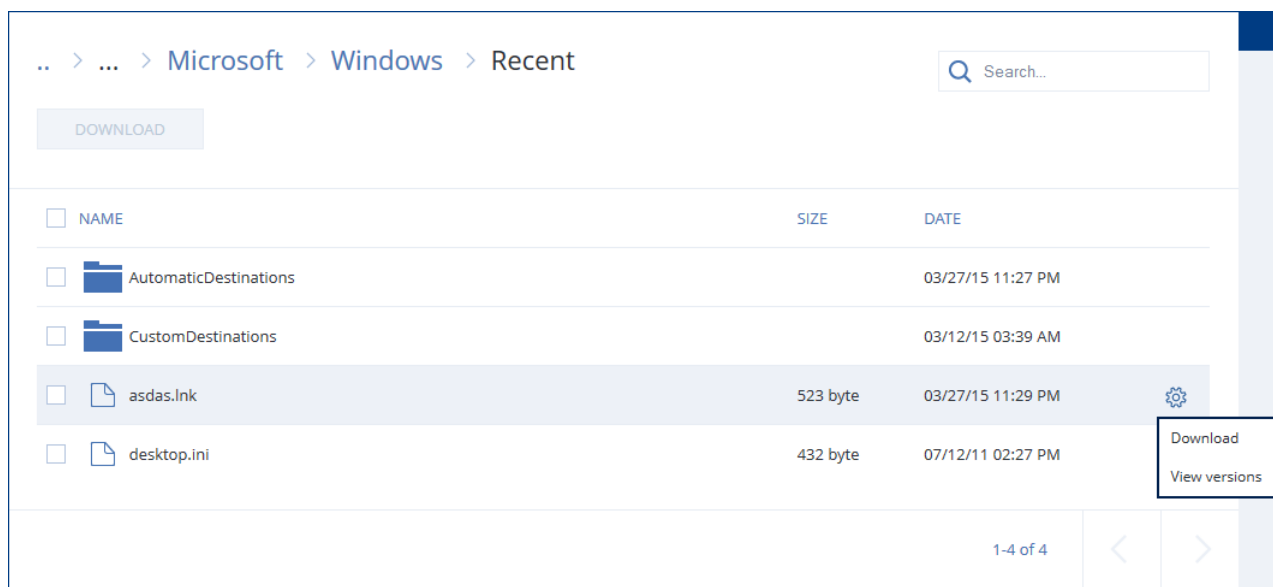 .. > ... > Microsoft > Windows > Recent
Search...
DOWNLOAD
NAME SIZE DATE
AutomaticDestinations 03/27/15 11:27 PM
CustomDestinations 03/12/15 03:39 AM
asdas.lnk 523 byte 03/27/15 11:29 PM
Download
desktop.ini 432 byte 07/12/11 02:27 PM
View versions
1-4 of 4